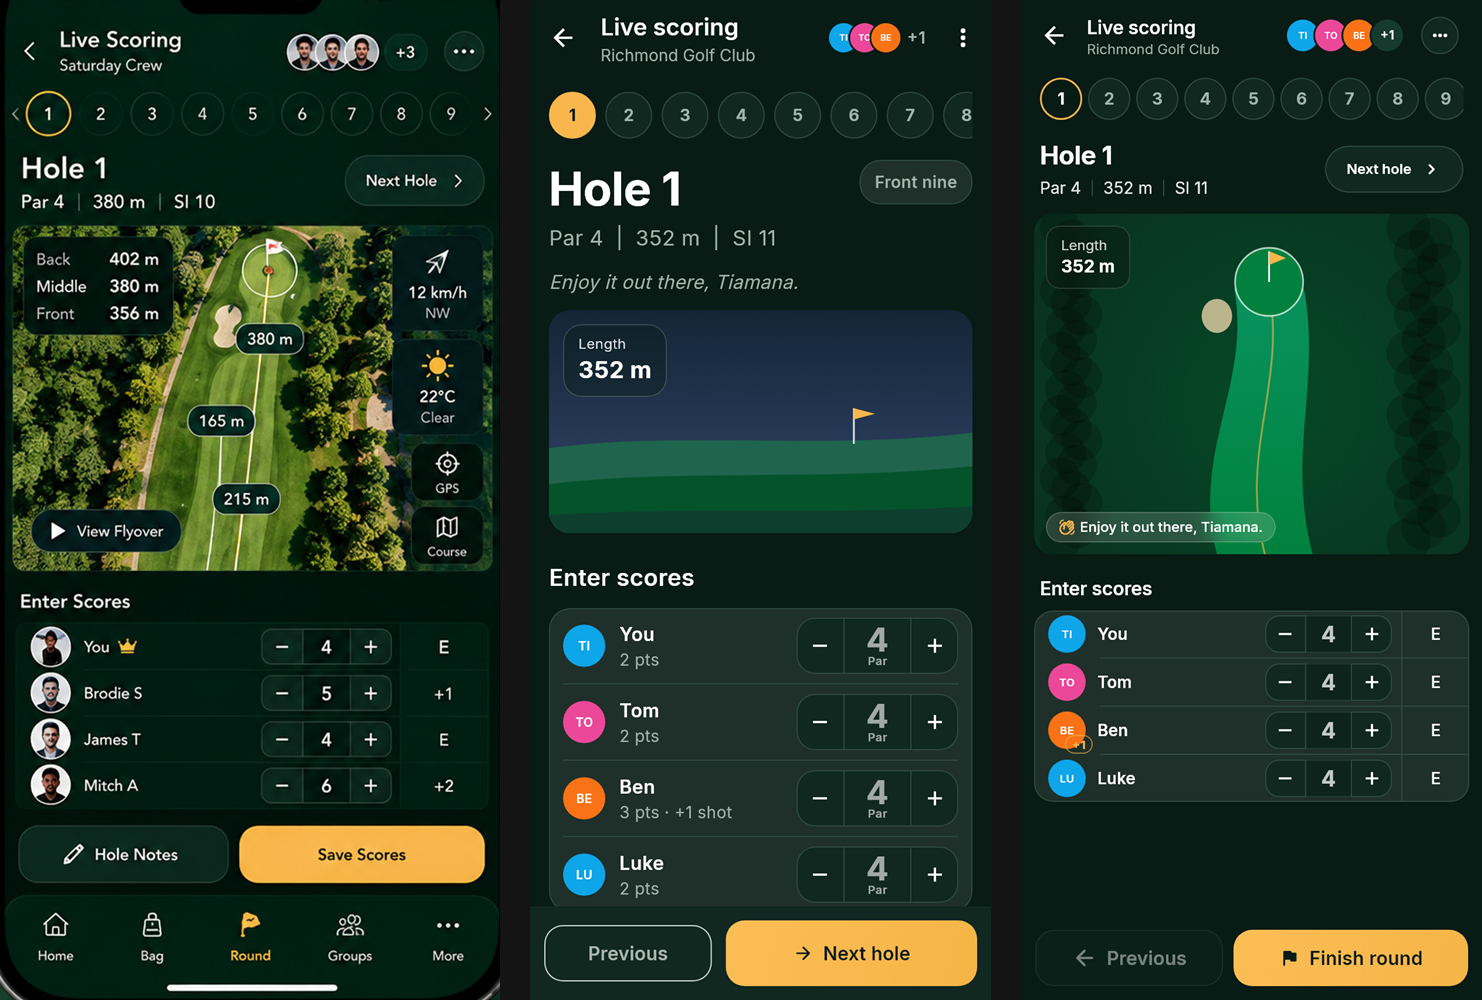 Live Scoring
Saturday Crew
+3
1 2 3 4 5 6 7 8 9
Hole 1
Par 4 | 380 m | SI 10
Next Hole
Back 402 m
Middle 380 m
Front 356 m
12 km/h
NW
22°C
Clear
380 m
165 m
215 m
GPS
Course
View Flyover
Enter Scores
You − 4 + E
Brodie S − 5 + +1
James T − 4 + E
Mitch A − 6 + +2
Hole Notes
Save Scores
Home
Bag
Round
Groups
More
Live scoring
Richmond Golf Club
TI TO BE +1
1 2 3 4 5 6 7 8
Hole 1
Front nine
Par 4 | 352 m | SI 11
Enjoy it out there, Tiamana.
Length
352 m
Enter scores
TI You 2 pts − 4 Par +
TO Tom 2 pts − 4 Par +
BE Ben 3 pts · +1 shot − 4 Par +
LU Luke 2 pts − 4 Par +
Previous
Next hole
Live scoring
Richmond Golf Club
TI TO BE +1
1 2 3 4 5 6 7 8 9
Hole 1
Par 4 | 352 m | SI 11
Next hole
Length
352 m
Enjoy it out there, Tiamana.
Enter scores
TI You − 4 + E
TO Tom − 4 + E
BE +1 Ben − 4 + E
LU Luke − 4 + E
Previous
Finish round